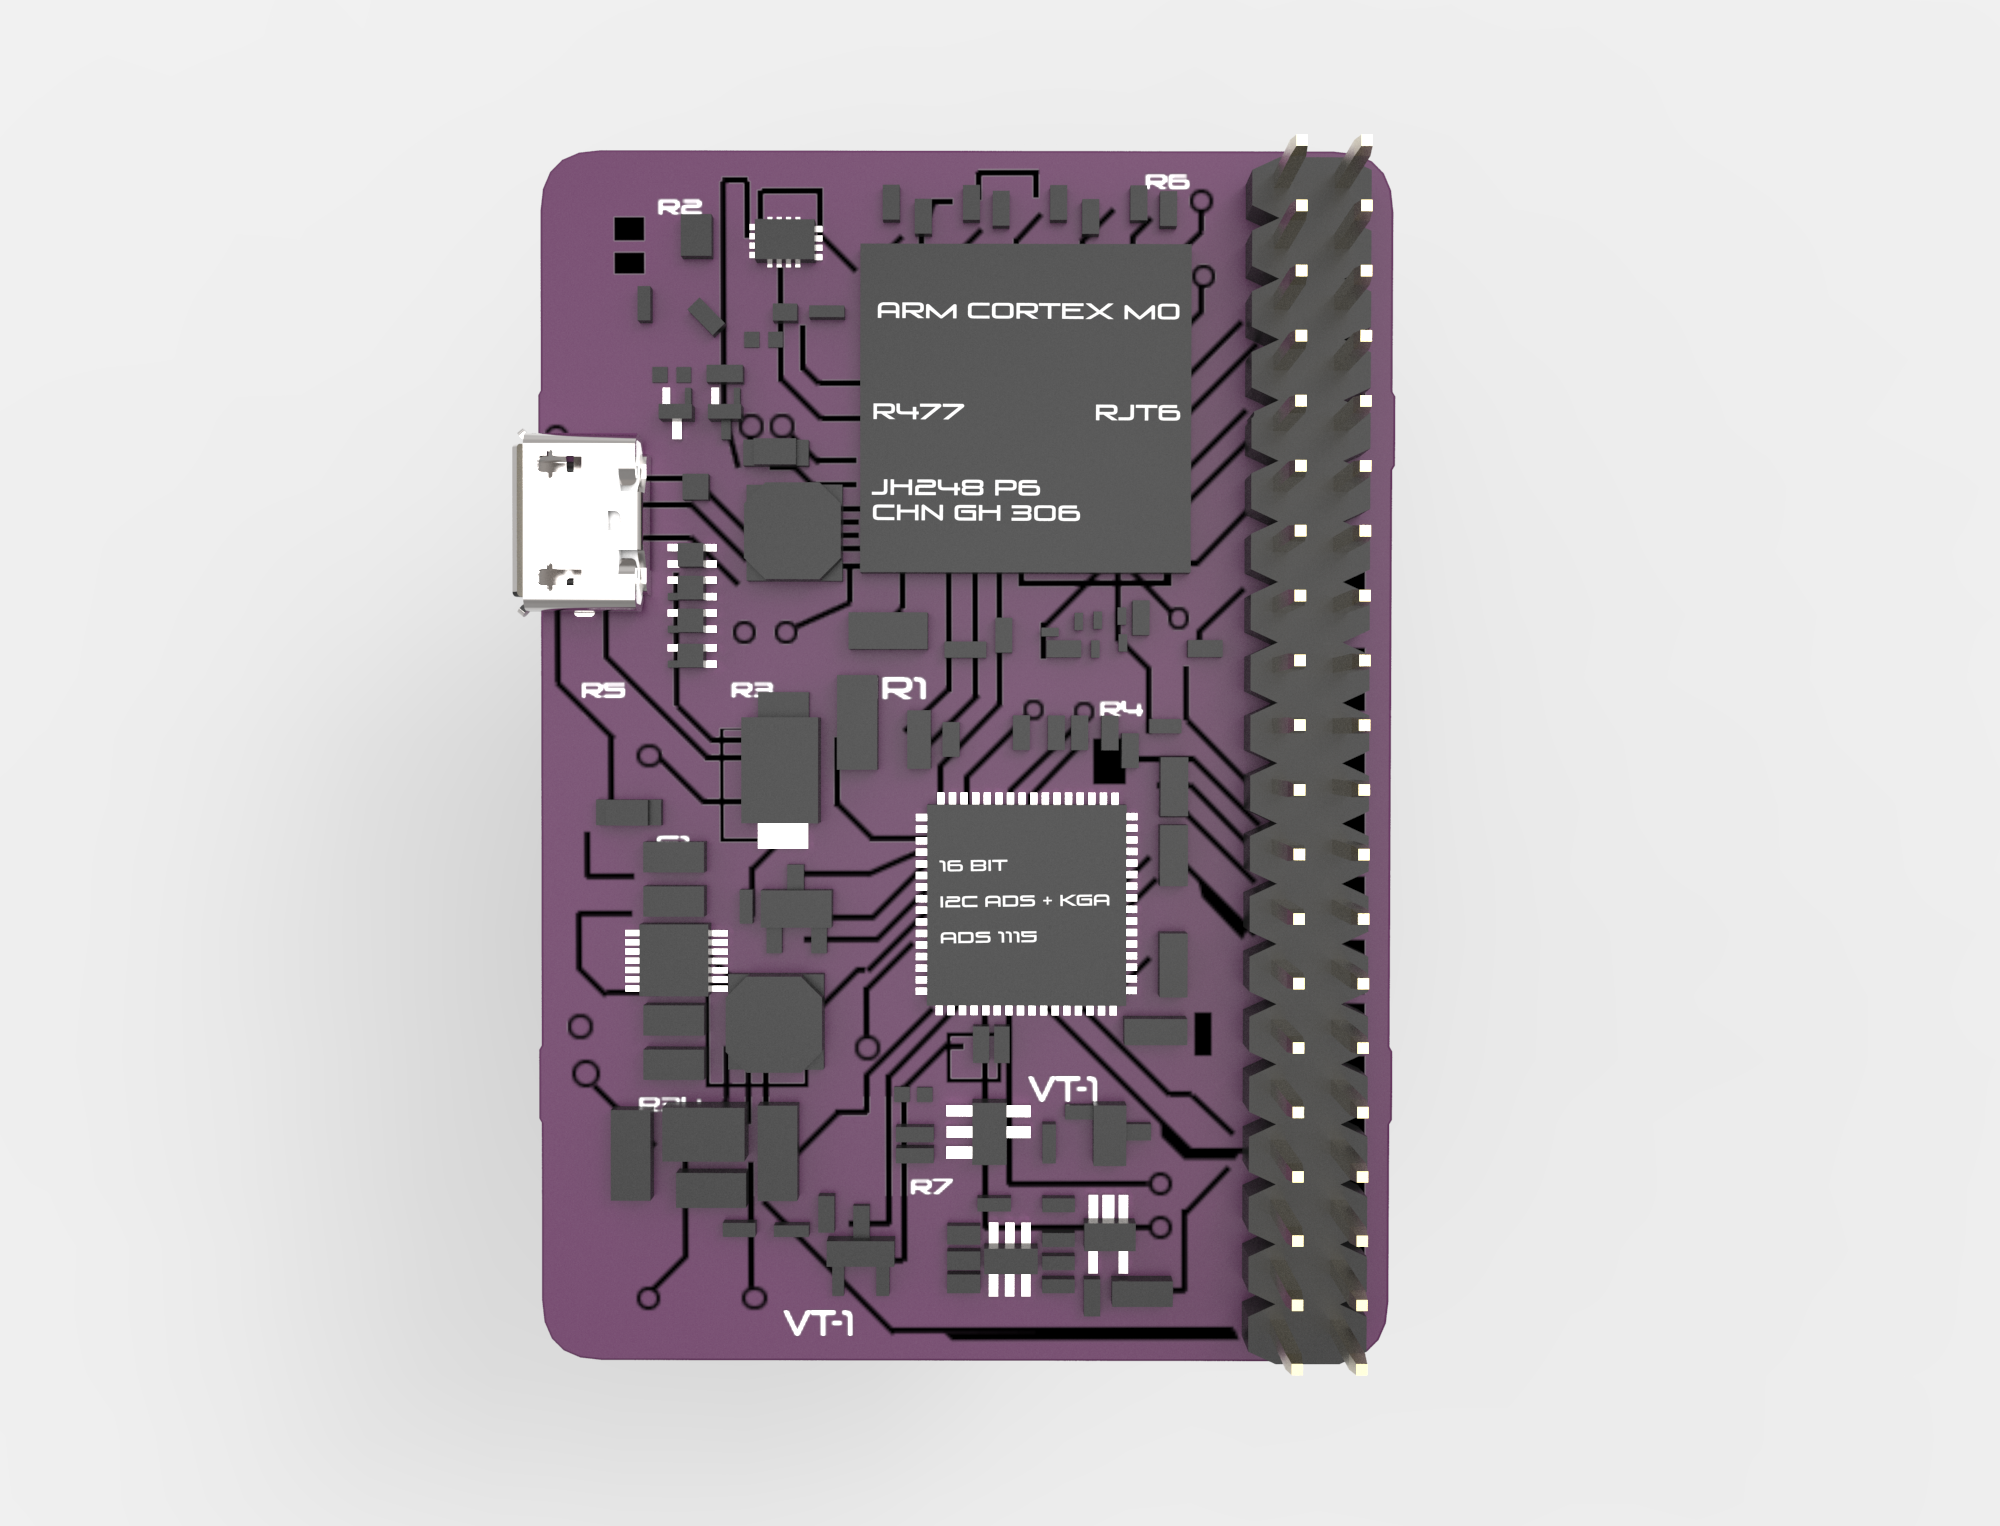 R2
R6
ARM CORTEX M0
R477
RJT6
JH248 P6
CHN GH 306
R5
R3
R1
R4
16 BIT
I2C ADS + KGA
ADS 1115
VT-1
R7
VT-1